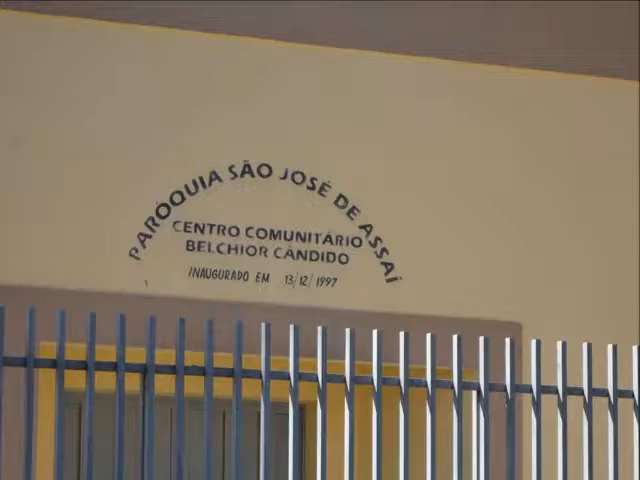 PARÓQUIA SÃO JOSÉ DE ASSAÍ
CENTRO COMUNITÁRIO
BELCHIOR CÂNDIDO
INAUGURADO EM 13/12/1997